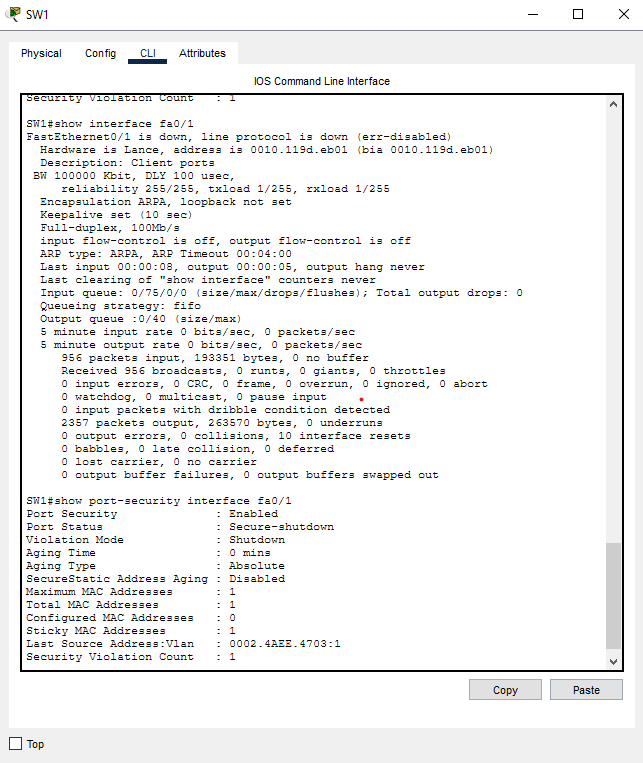 SW1
Physical Config CLI Attributes
IOS Command Line Interface
Security Violation Count   : 1
SW1#show interface fa0/1
FastEthernet0/1 is down, line protocol is down (err-disabled)
  Hardware is Lance, address is 0010.119d.eb01 (bia 0010.119d.eb01)
  Description: Client ports
 BW 100000 Kbit, DLY 100 usec,
     reliability 255/255, txload 1/255, rxload 1/255
  Encapsulation ARPA, loopback not set
  Keepalive set (10 sec)
  Full-duplex, 100Mb/s
  input flow-control is off, output flow-control is off
  ARP type: ARPA, ARP Timeout 00:04:00
  Last input 00:00:08, output 00:00:05, output hang never
  Last clearing of "show interface" counters never
  Input queue: 0/75/0/0 (size/max/drops/flushes); Total output drops: 0
  Queueing strategy: fifo
  Output queue :0/40 (size/max)
  5 minute input rate 0 bits/sec, 0 packets/sec
  5 minute output rate 0 bits/sec, 0 packets/sec
     956 packets input, 193351 bytes, 0 no buffer
     Received 956 broadcasts, 0 runts, 0 giants, 0 throttles
     0 input errors, 0 CRC, 0 frame, 0 overrun, 0 ignored, 0 abort
     0 watchdog, 0 multicast, 0 pause input
     0 input packets with dribble condition detected
     2357 packets output, 263570 bytes, 0 underruns
     0 output errors, 0 collisions, 10 interface resets
     0 babbles, 0 late collision, 0 deferred
     0 lost carrier, 0 no carrier
     0 output buffer failures, 0 output buffers swapped out
SW1#show port-security interface fa0/1
Port Security              : Enabled
Port Status                : Secure-shutdown
Violation Mode             : Shutdown
Aging Time                 : 0 mins
Aging Type                 : Absolute
SecureStatic Address Aging : Disabled
Maximum MAC Addresses      : 1
Total MAC Addresses        : 1
Configured MAC Addresses   : 0
Sticky MAC Addresses       : 1
Last Source Address:Vlan   : 0002.4AEE.4703:1
Security Violation Count   : 1
Copy Paste
Top